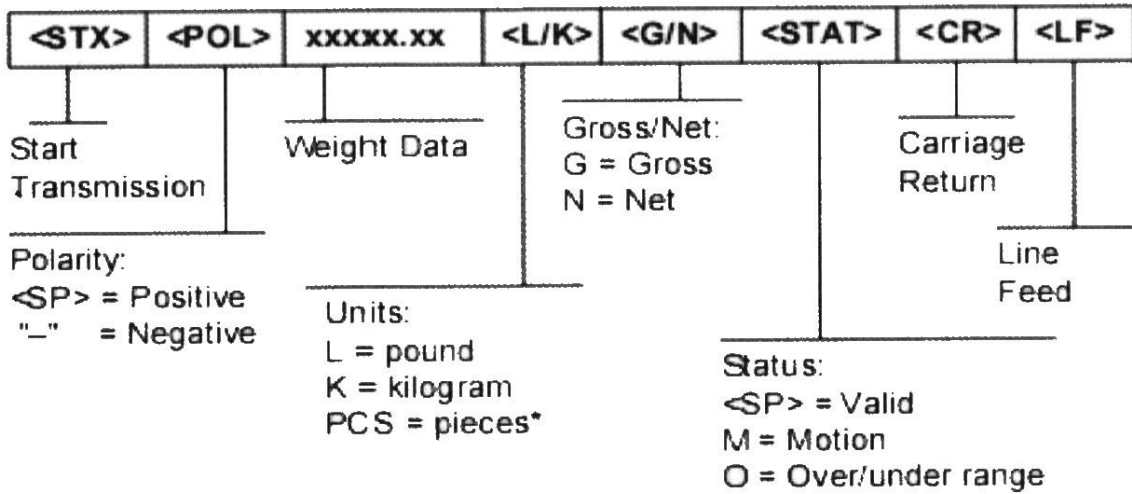 <STX> <POL> xxxxx.xx <L/K> <G/N> <STAT> <CR> <LF>
Start
Transmission
Polarity:
<SP> = Positive
"–" = Negative
Weight Data
Units:
L = pound
K = kilogram
PCS = pieces*
Gross/Net:
G = Gross
N = Net
Status:
<SP> = Valid
M = Motion
O = Over/under range
Carriage
Return
Line
Feed